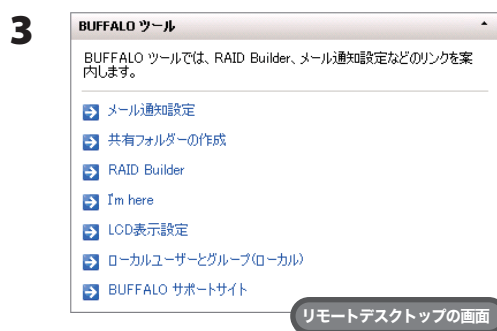 3
BUFFALO ツール
BUFFALO ツールでは、RAID Builder、メール通知設定などのリンクを案
内します。
メール通知設定
共有フォルダーの作成
RAID Builder
I'm here
LCD表示設定
ローカルユーザーとグループ(ローカル)
BUFFALO サポートサイト
リモートデスクトップの画面